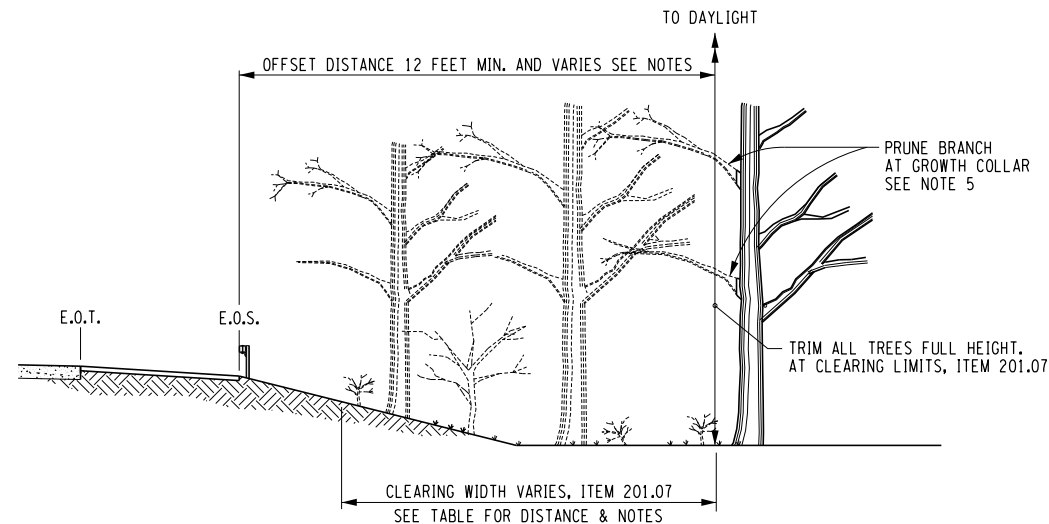 TO DAYLIGHT
OFFSET DISTANCE 12 FEET MIN. AND VARIES SEE NOTES
PRUNE BRANCH
AT GROWTH COLLAR
SEE NOTE 5
E.O.T.
E.O.S.
TRIM ALL TREES FULL HEIGHT.
AT CLEARING LIMITS, ITEM 201.07
CLEARING WIDTH VARIES, ITEM 201.07
SEE TABLE FOR DISTANCE & NOTES